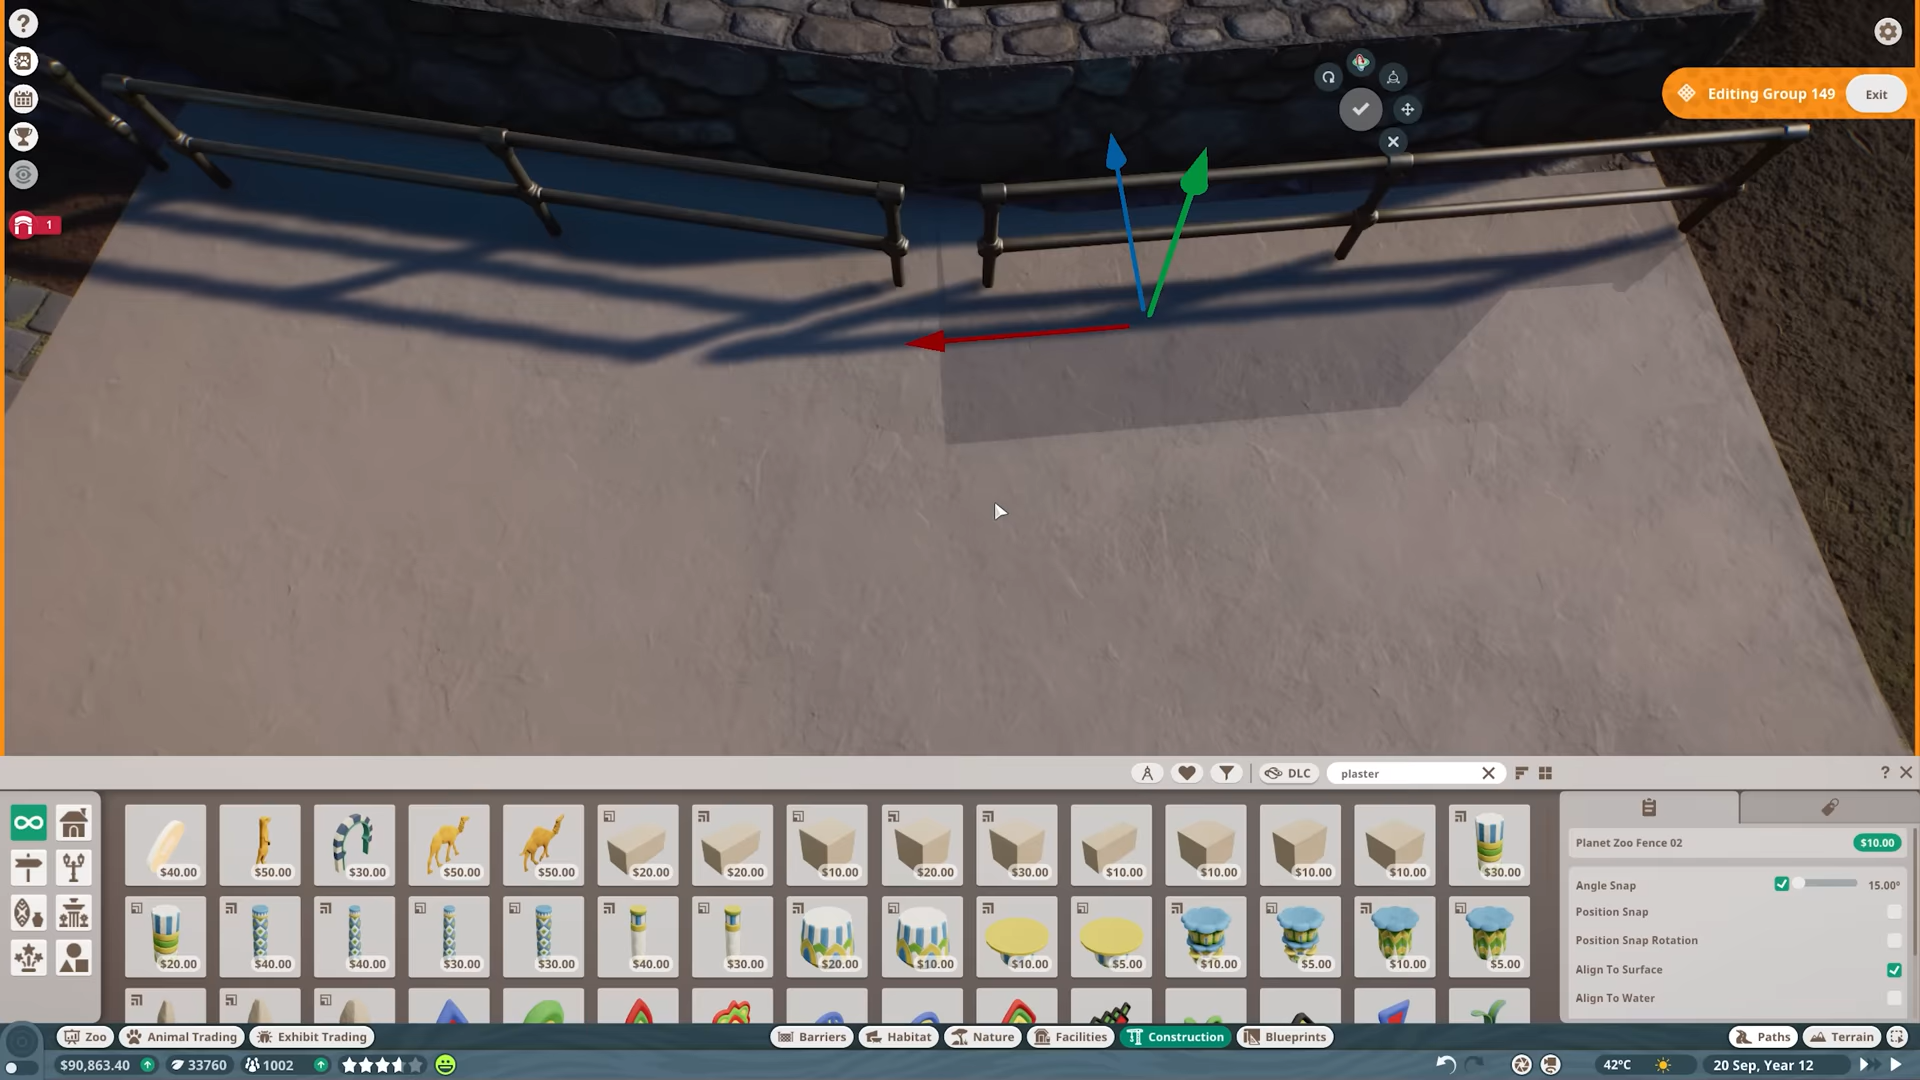 ?
Editing Group 149
Exit
1
DLC
plaster
?
$40.00
$50.00
$30.00
$50.00
$50.00
$20.00
$20.00
$10.00
$20.00
$30.00
$10.00
$10.00
$10.00
$10.00
$30.00
$20.00
$40.00
$40.00
$30.00
$30.00
$40.00
$30.00
$20.00
$10.00
$10.00
$5.00
$10.00
$5.00
$10.00
$5.00
Planet Zoo Fence 02
$10.00
Angle Snap
15.00°
Position Snap
Position Snap Rotation
Align To Surface
Align To Water
Zoo
Animal Trading
Exhibit Trading
Barriers
Habitat
Nature
Facilities
Construction
Blueprints
Paths
Terrain
$90,863.40
33760
1002
42°C
20 Sep, Year 12